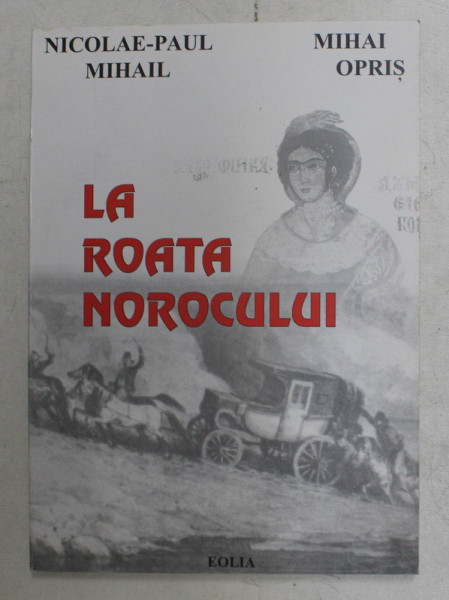 NICOLAE-PAUL
MIHAIL
MIHAI
OPRIȘ
LA
ROATA
NOROCULUI
EOLIA